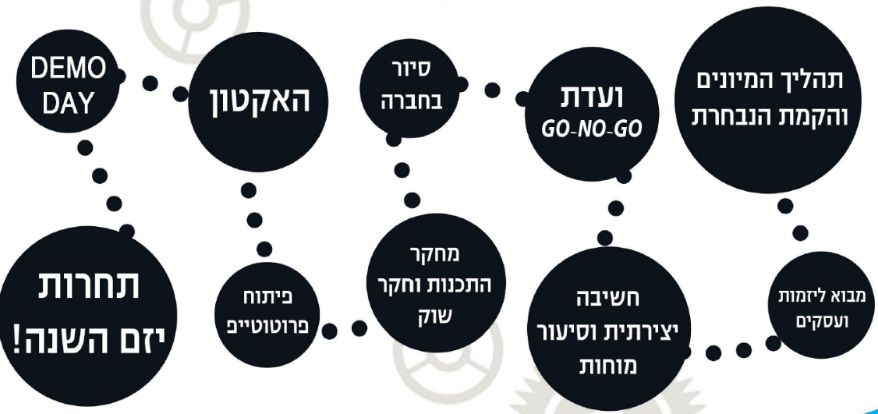 תהליך המיונים
והקמת הנבחרת
מבוא ליזמות
ועסקים
חשיבה
יצירתית וסיעור
מוחות
ועדת
GO-NO-GO
סיור
בחברה
מחקר
התכנות וחקר
שוק
פיתוח
פרוטוטייפ
האקטון
DEMO
DAY
תחרות
יזם השנה!